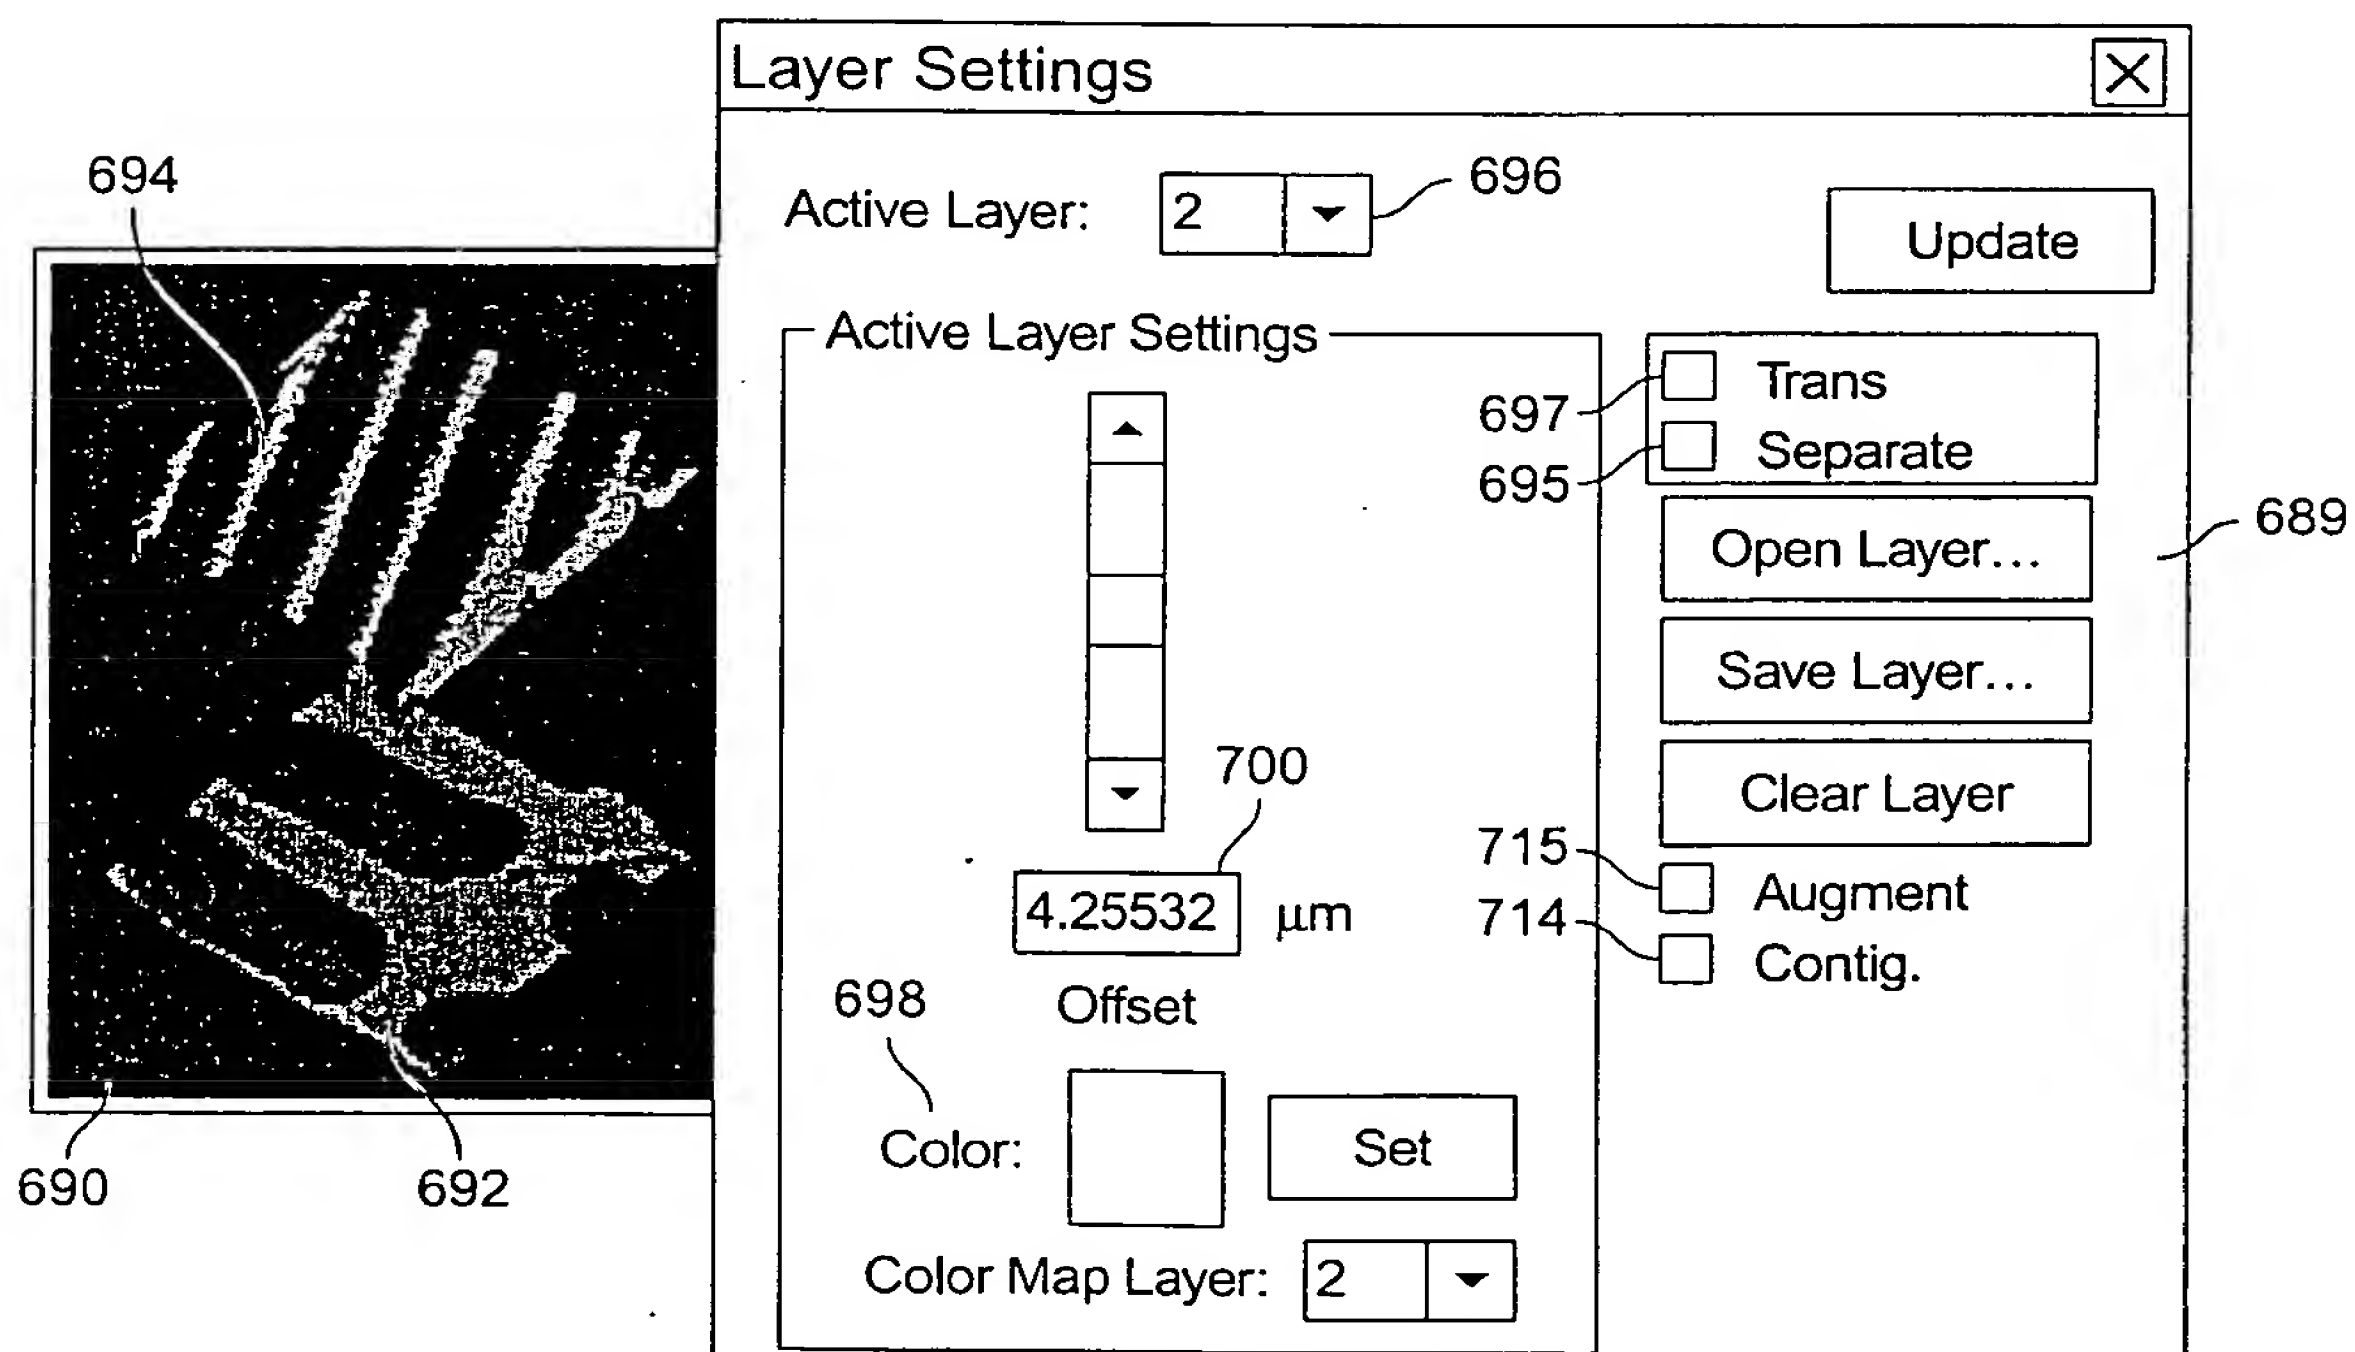 Layer Settings
694
Active Layer:
2
696
Update
Active Layer Settings
697
Trans
695
Separate
Open Layer...
689
Save Layer...
700
Clear Layer
4.25532 μm
715
Augment
714
Contig.
Offset
698
Color:
Set
690
692
Color Map Layer:
2